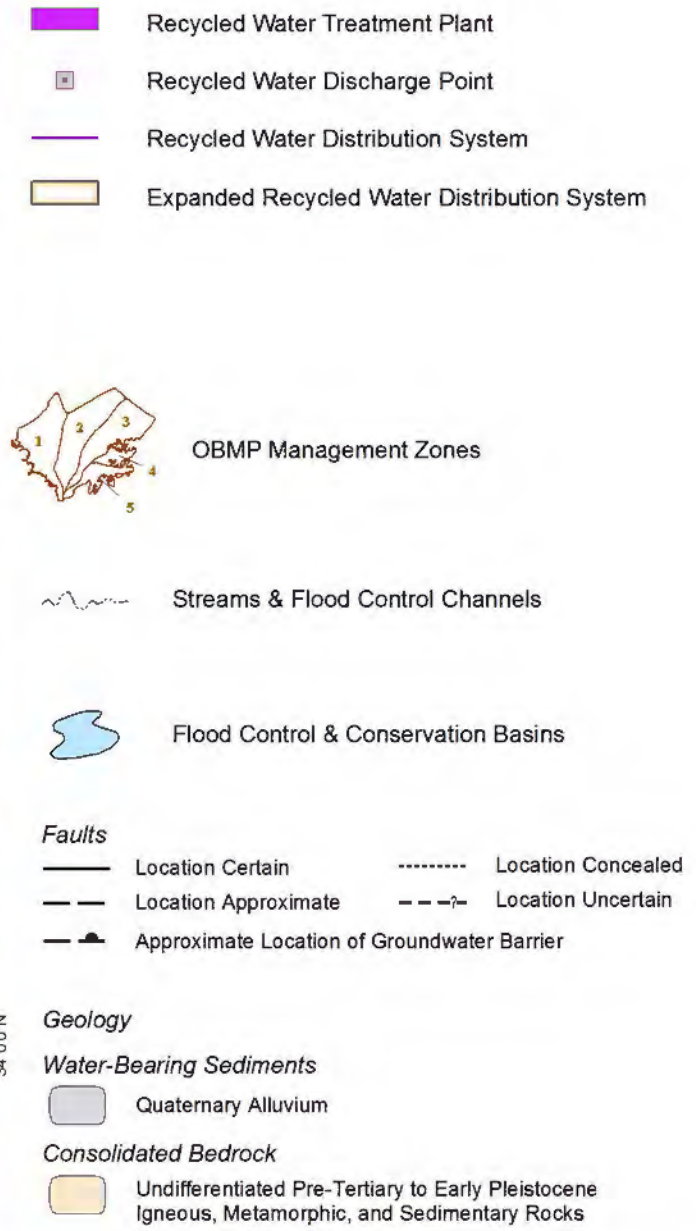 Recycled Water Treatment Plant
Recycled Water Discharge Point
Recycled Water Distribution System
Expanded Recycled Water Distribution System
1
2
3
4
5
OBMP Management Zones
Streams & Flood Control Channels
Flood Control & Conservation Basins
Faults
Location Certain
Location Concealed
Location Approximate
?
Location Uncertain
Approximate Location of Groundwater Barrier
Geology
Water-Bearing Sediments
Quaternary Alluvium
Consolidated Bedrock
Undifferentiated Pre-Tertiary to Early Pleistocene
Igneous, Metamorphic, and Sedimentary Rocks